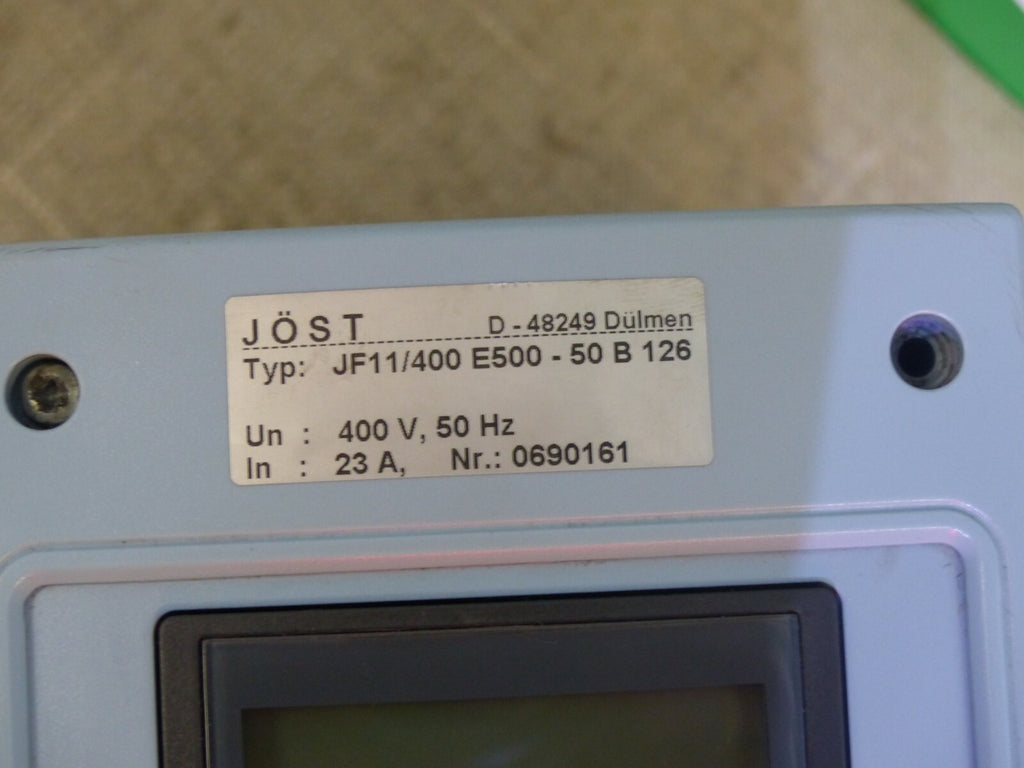 JÖST D - 48249 Dülmen
Typ: JF11/400 E500 - 50 B 126
Un : 400 V, 50 Hz
In : 23 A, Nr.: 0690161